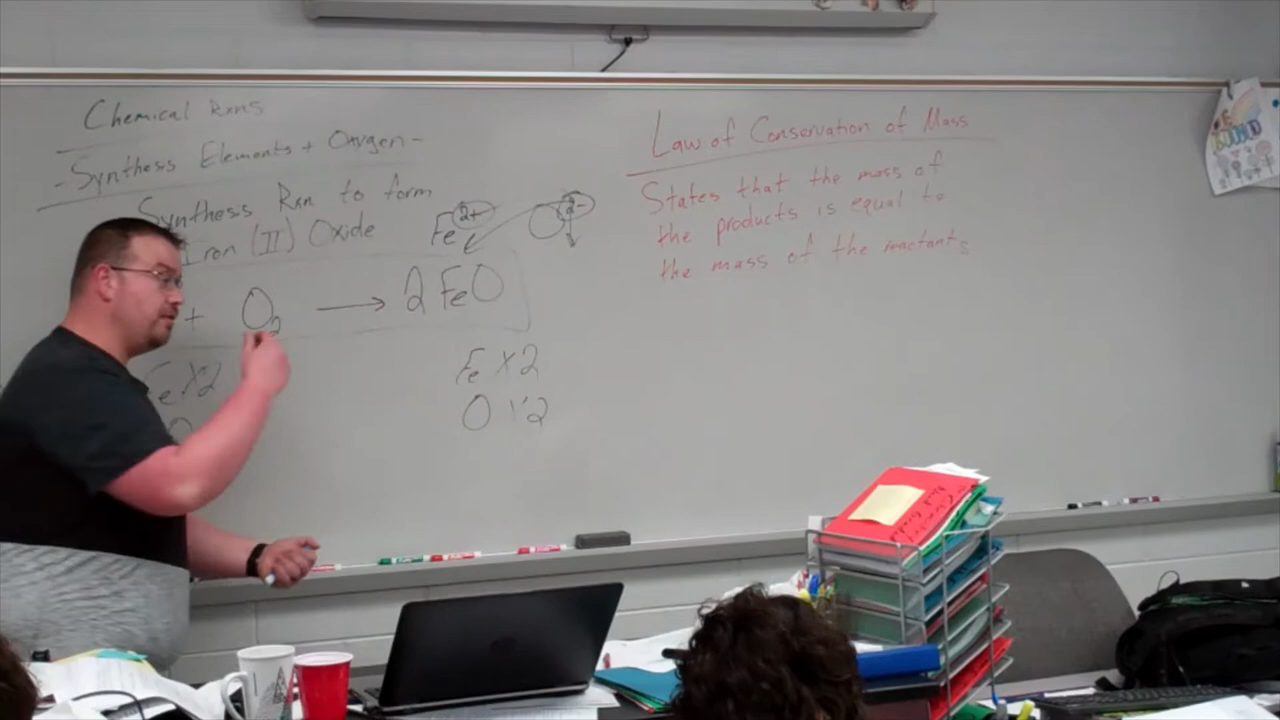 Chemical Rxns
- Synthesis Elements + Oxygen -
Synthesis Rxn to form
Iron (II) Oxide
Fe 2+ O 2-
+ O2 → 2 FeO
Fe x 2
Fe x 2
O x 2
Law of Conservation of Mass
States that the mass of
the products is equal to
the mass of the reactants